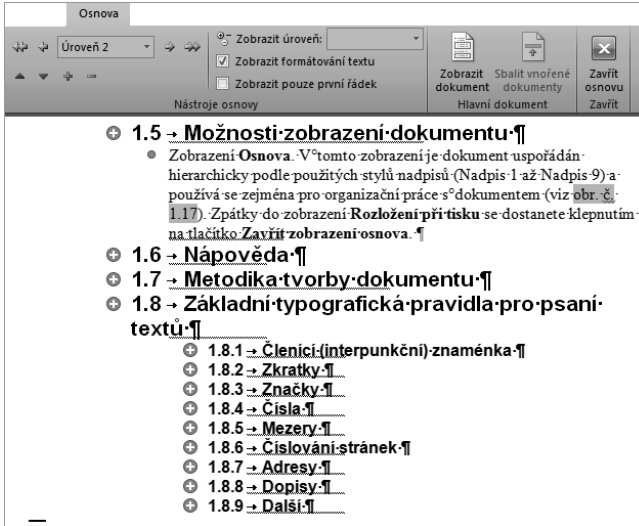 Osnova
Úroveň 2
Zobrazit úroveň:
Zobrazit formátování textu
Zobrazit pouze první řádek
Nástroje osnovy
Zobrazit dokument
Sbalit vnořené dokumenty
Hlavní dokument
Zavřít osnovu
Zavřít
1.5 → Možnosti·zobrazení·dokumentu·¶
Zobrazení·Osnova.·V°tomto·zobrazení·je·dokument·uspořádán·
hierarchicky·podle·použitých·stylů·nadpisů·(Nadpis·1·až·Nadpis·9)·a·
používá·se·zejména·pro·organizační·práce·s°dokumentem·(viz·obr.·č.·
1.17).·Zpátky·do·zobrazení·Rozložení·při·tisku·se·dostanete·klepnutím·
na·tlačítko·Zavřít·zobrazení·osnova.·¶
1.6 → Nápověda·¶
1.7 → Metodika·tvorby·dokumentu·¶
1.8 → Základní·typografická·pravidla·pro·psaní·
textů·¶
1.8.1 → Členící·(interpunkční)·znaménka·¶
1.8.2 → Zkratky·¶
1.8.3 → Značky·¶
1.8.4 → Čísla·¶
1.8.5 → Mezery·¶
1.8.6 → Číslování·stránek·¶
1.8.7 → Adresy·¶
1.8.8 → Dopisy·¶
1.8.9 → Další·¶